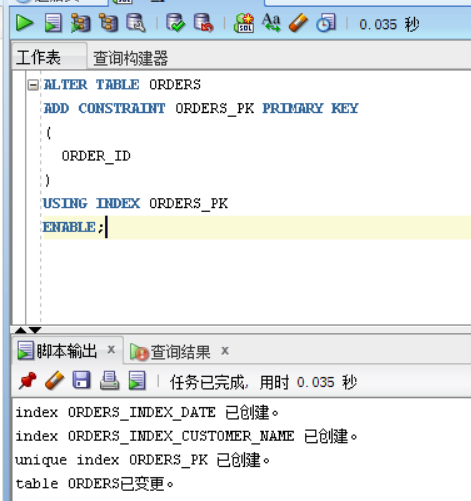 0.035 秒
工作表 查询构建器
ALTER TABLE ORDERS
ADD CONSTRAINT ORDERS_PK PRIMARY KEY
(
ORDER_ID
)
USING INDEX ORDERS_PK
ENABLE;
脚本输出 x 查询结果 x
任务已完成, 用时 0.035 秒
index ORDERS_INDEX_DATE 已创建。
index ORDERS_INDEX_CUSTOMER_NAME 已创建。
unique index ORDERS_PK 已创建。
table ORDERS已变更。